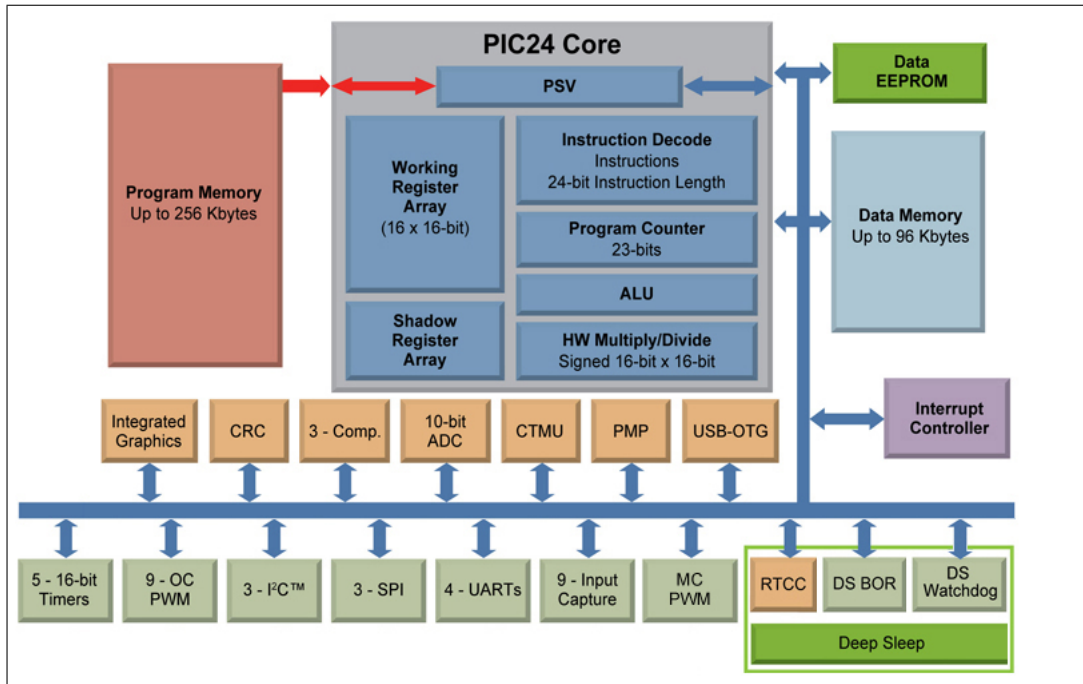 PIC24 Core
Program Memory
Up to 256 Kbytes
PSV
Working
Register
Array
(16 x 16-bit)
Shadow
Register
Array
Instruction Decode
Instructions
24-bit Instruction Length
Program Counter
23-bits
ALU
HW Multiply/Divide
Signed 16-bit x 16-bit
Data
EEPROM
Data Memory
Up to 96 Kbytes
Interrupt
Controller
Integrated
Graphics
CRC
3 - Comp.
10-bit
ADC
CTMU
PMP
USB-OTG
5 - 16-bit
Timers
9 - OC
PWM
3 - I²C™
3 - SPI
4 - UARTs
9 - Input
Capture
MC
PWM
RTCC
DS BOR
DS
Watchdog
Deep Sleep